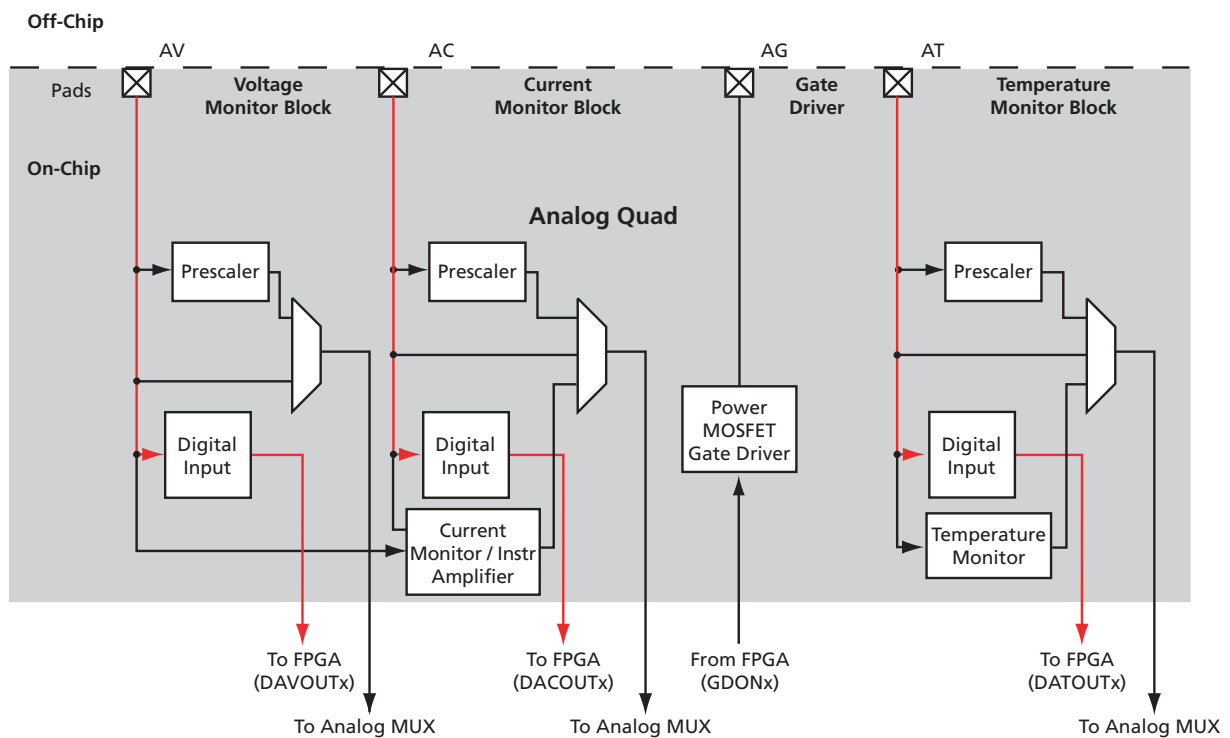 Off-Chip
AV
AC
AG
AT
Pads
Voltage
Monitor Block
Current
Monitor Block
Gate
Driver
Temperature
Monitor Block
On-Chip
Analog Quad
Prescaler
Prescaler
Prescaler
Power
MOSFET
Gate Driver
Digital
Input
Digital
Input
Digital
Input
Current
Monitor / Instr
Amplifier
Temperature
Monitor
To FPGA
(DAVOUTx)
To FPGA
(DACOUTx)
From FPGA
(GDONx)
To FPGA
(DATOUTx)
To Analog MUX
To Analog MUX
To Analog MUX